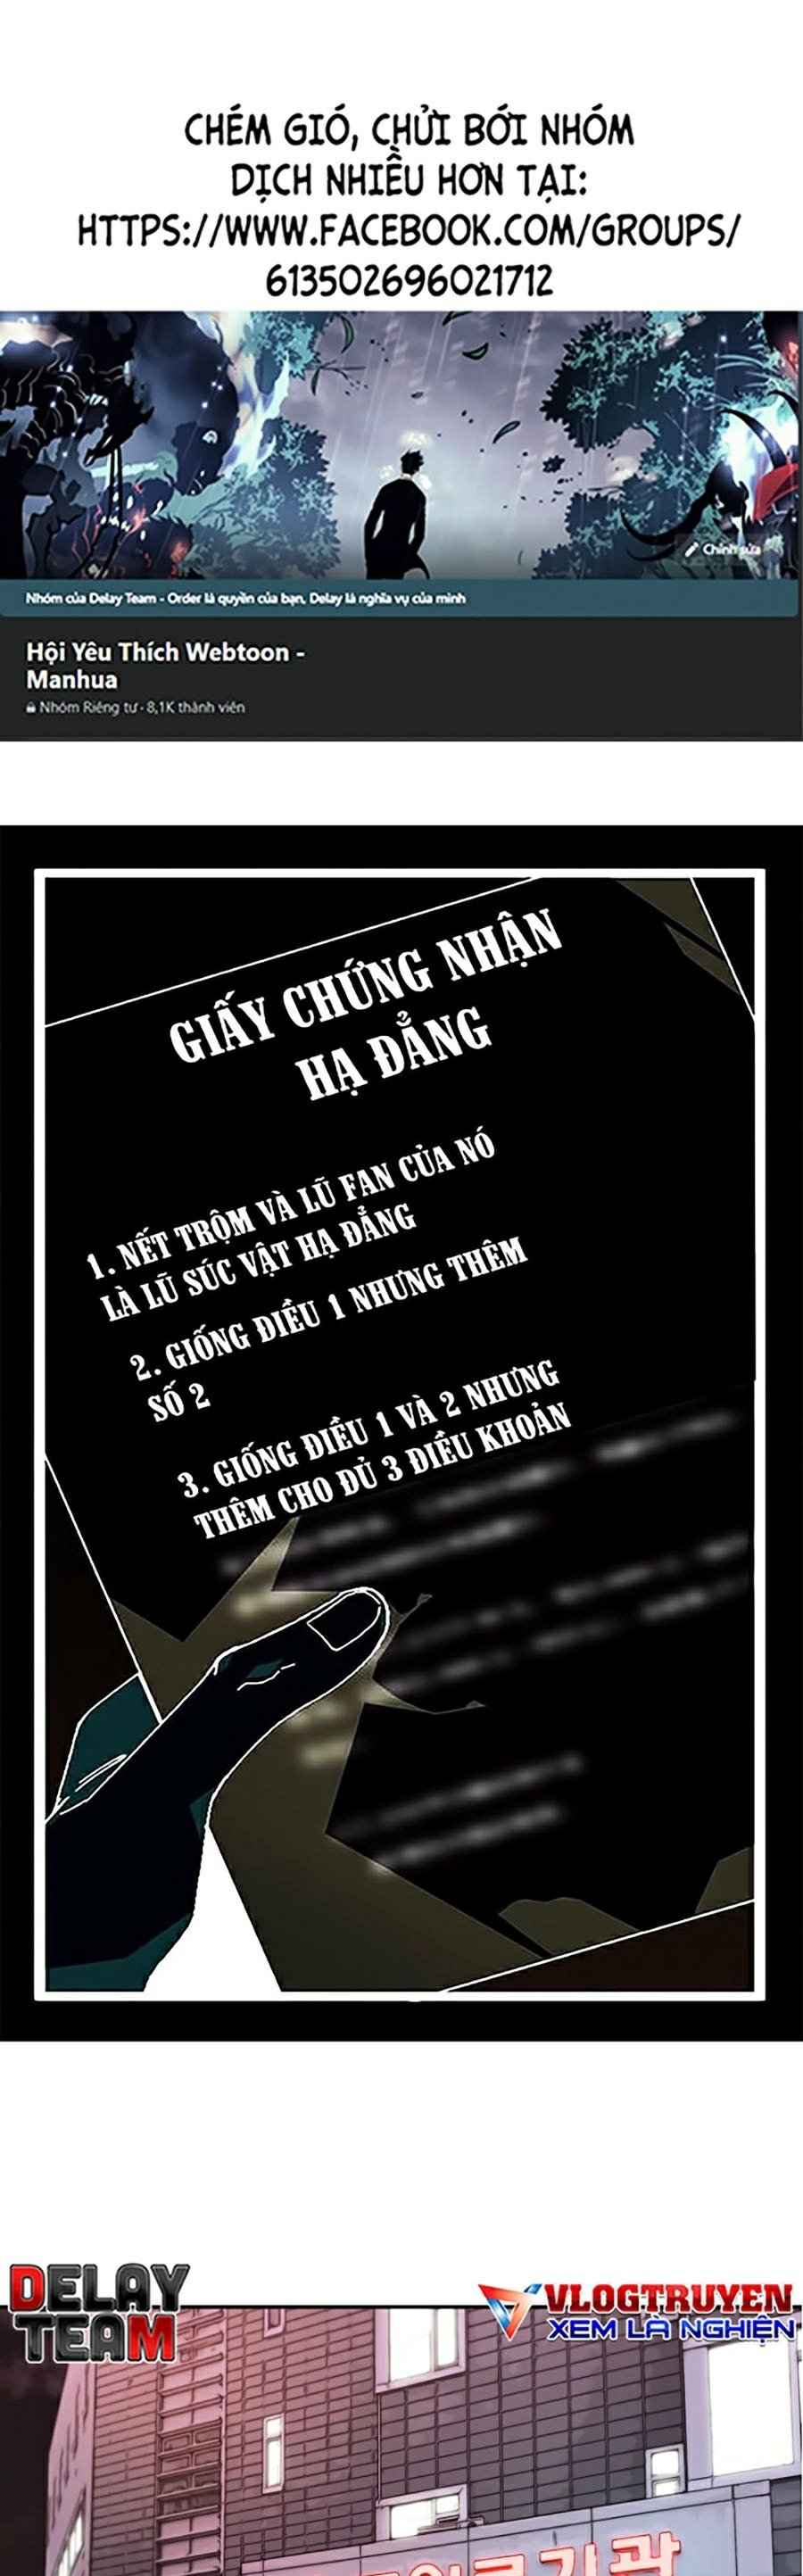 CHÉM GIÓ, CHỬI BỚI NHÓM
DỊCH NHIỀU HƠN TẠI:
HTTPS://WWW.FACEBOOK.COM/GROUPS/
613502696021712
Chỉnh sửa
Nhóm của Delay Team - Order là quyền của bạn, Delay là nghĩa vụ của mình
Hội Yêu Thích Webtoon -
Manhua
Nhóm Riêng tư · 8,1K thành viên
GIẤY CHỨNG NHẬN
HẠ ĐẲNG
1. NẾT TRỘM VÀ LŨ FAN CỦA NÓ
LÀ LŨ SÚC VẬT HẠ ĐẲNG
2. GIỐNG ĐIỀU 1 NHƯNG THÊM
SỐ 2
3. GIỐNG ĐIỀU 1 VÀ 2 NHƯNG
THÊM CHO ĐỦ 3 ĐIỀU KHOẢN
DELAY
TEAM
VLOGTRUYEN
XEM LÀ NGHIỆN